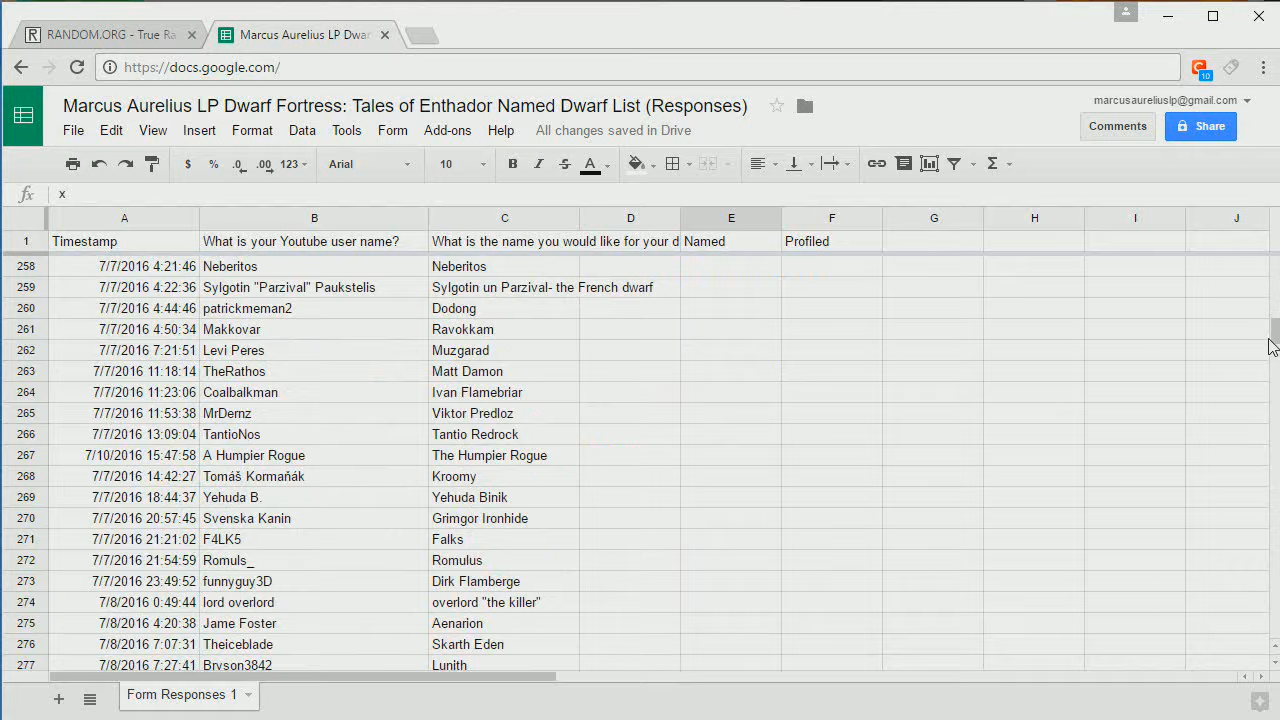 RANDOM.ORG - True Ra
Marcus Aurelius LP Dwar
https://docs.google.com/
10
Marcus Aurelius LP Dwarf Fortress: Tales of Enthador Named Dwarf List (Responses)
marcusaureliuslp@gmail.com
File Edit View Insert Format Data Tools Form Add-ons Help All changes saved in Drive
Comments Share
$ % .0 .00 123 Arial 10 B I S A
fx x
A B C D E F G H I J
1 Timestamp What is your Youtube user name? What is the name you would like for your d Named Profiled
258 7/7/2016 4:21:46 Neberitos Neberitos
259 7/7/2016 4:22:36 Sylgotin "Parzival" Paukstelis Sylgotin un Parzival- the French dwarf
260 7/7/2016 4:44:46 patrickmeman2 Dodong
261 7/7/2016 4:50:34 Makkovar Ravokkam
262 7/7/2016 7:21:51 Levi Peres Muzgarad
263 7/7/2016 11:18:14 TheRathos Matt Damon
264 7/7/2016 11:23:06 Coalbalkman Ivan Flamebriar
265 7/7/2016 11:53:38 MrDernz Viktor Predloz
266 7/7/2016 13:09:04 TantioNos Tantio Redrock
267 7/10/2016 15:47:58 A Humpier Rogue The Humpier Rogue
268 7/7/2016 14:42:27 Tomáš Kormaňák Kroomy
269 7/7/2016 18:44:37 Yehuda B. Yehuda Binik
270 7/7/2016 20:57:45 Svenska Kanin Grimgor Ironhide
271 7/7/2016 21:21:02 F4LK5 Falks
272 7/7/2016 21:54:59 Romuls_ Romulus
273 7/7/2016 23:49:52 funnyguy3D Dirk Flamberge
274 7/8/2016 0:49:44 lord overlord overlord "the killer"
275 7/8/2016 4:20:38 Jame Foster Aenarion
276 7/8/2016 7:07:31 Theiceblade Skarth Eden
277 7/8/2016 7:27:41 Bryson3842 Lunith
Form Responses 1